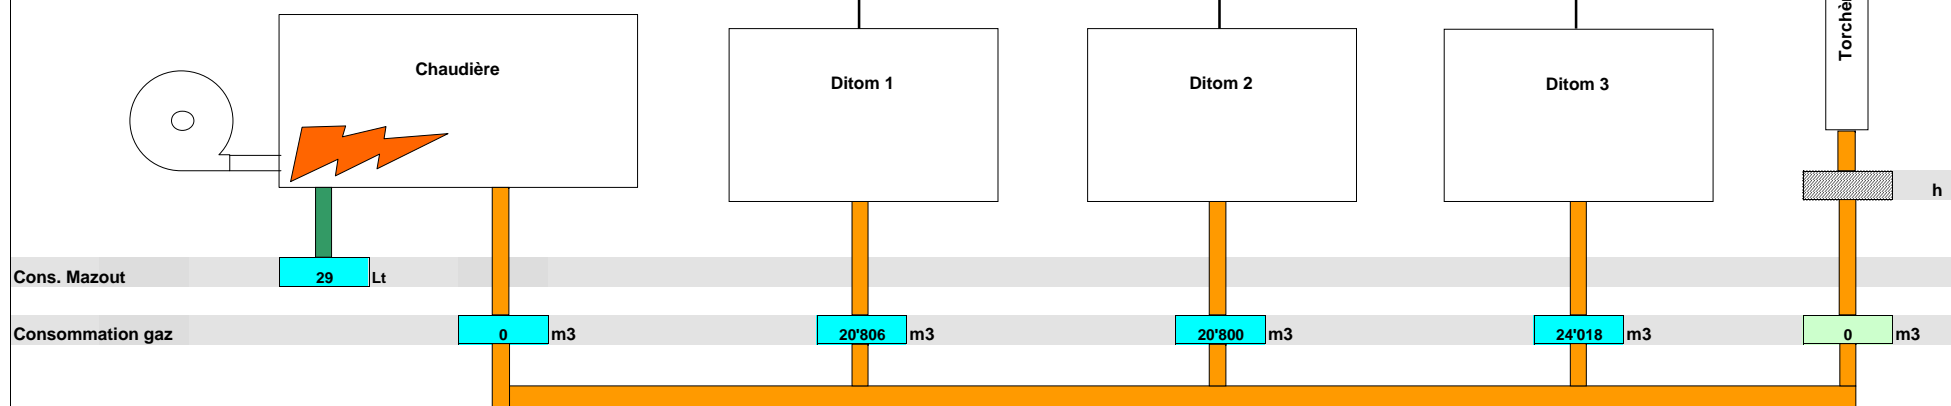 Torchèr
Chaudière
Ditom 1
Ditom 2
Ditom 3
h
Cons. Mazout 29 Lt
Consommation gaz 0 m3 20'806 m3 20'800 m3 24'018 m3 0 m3